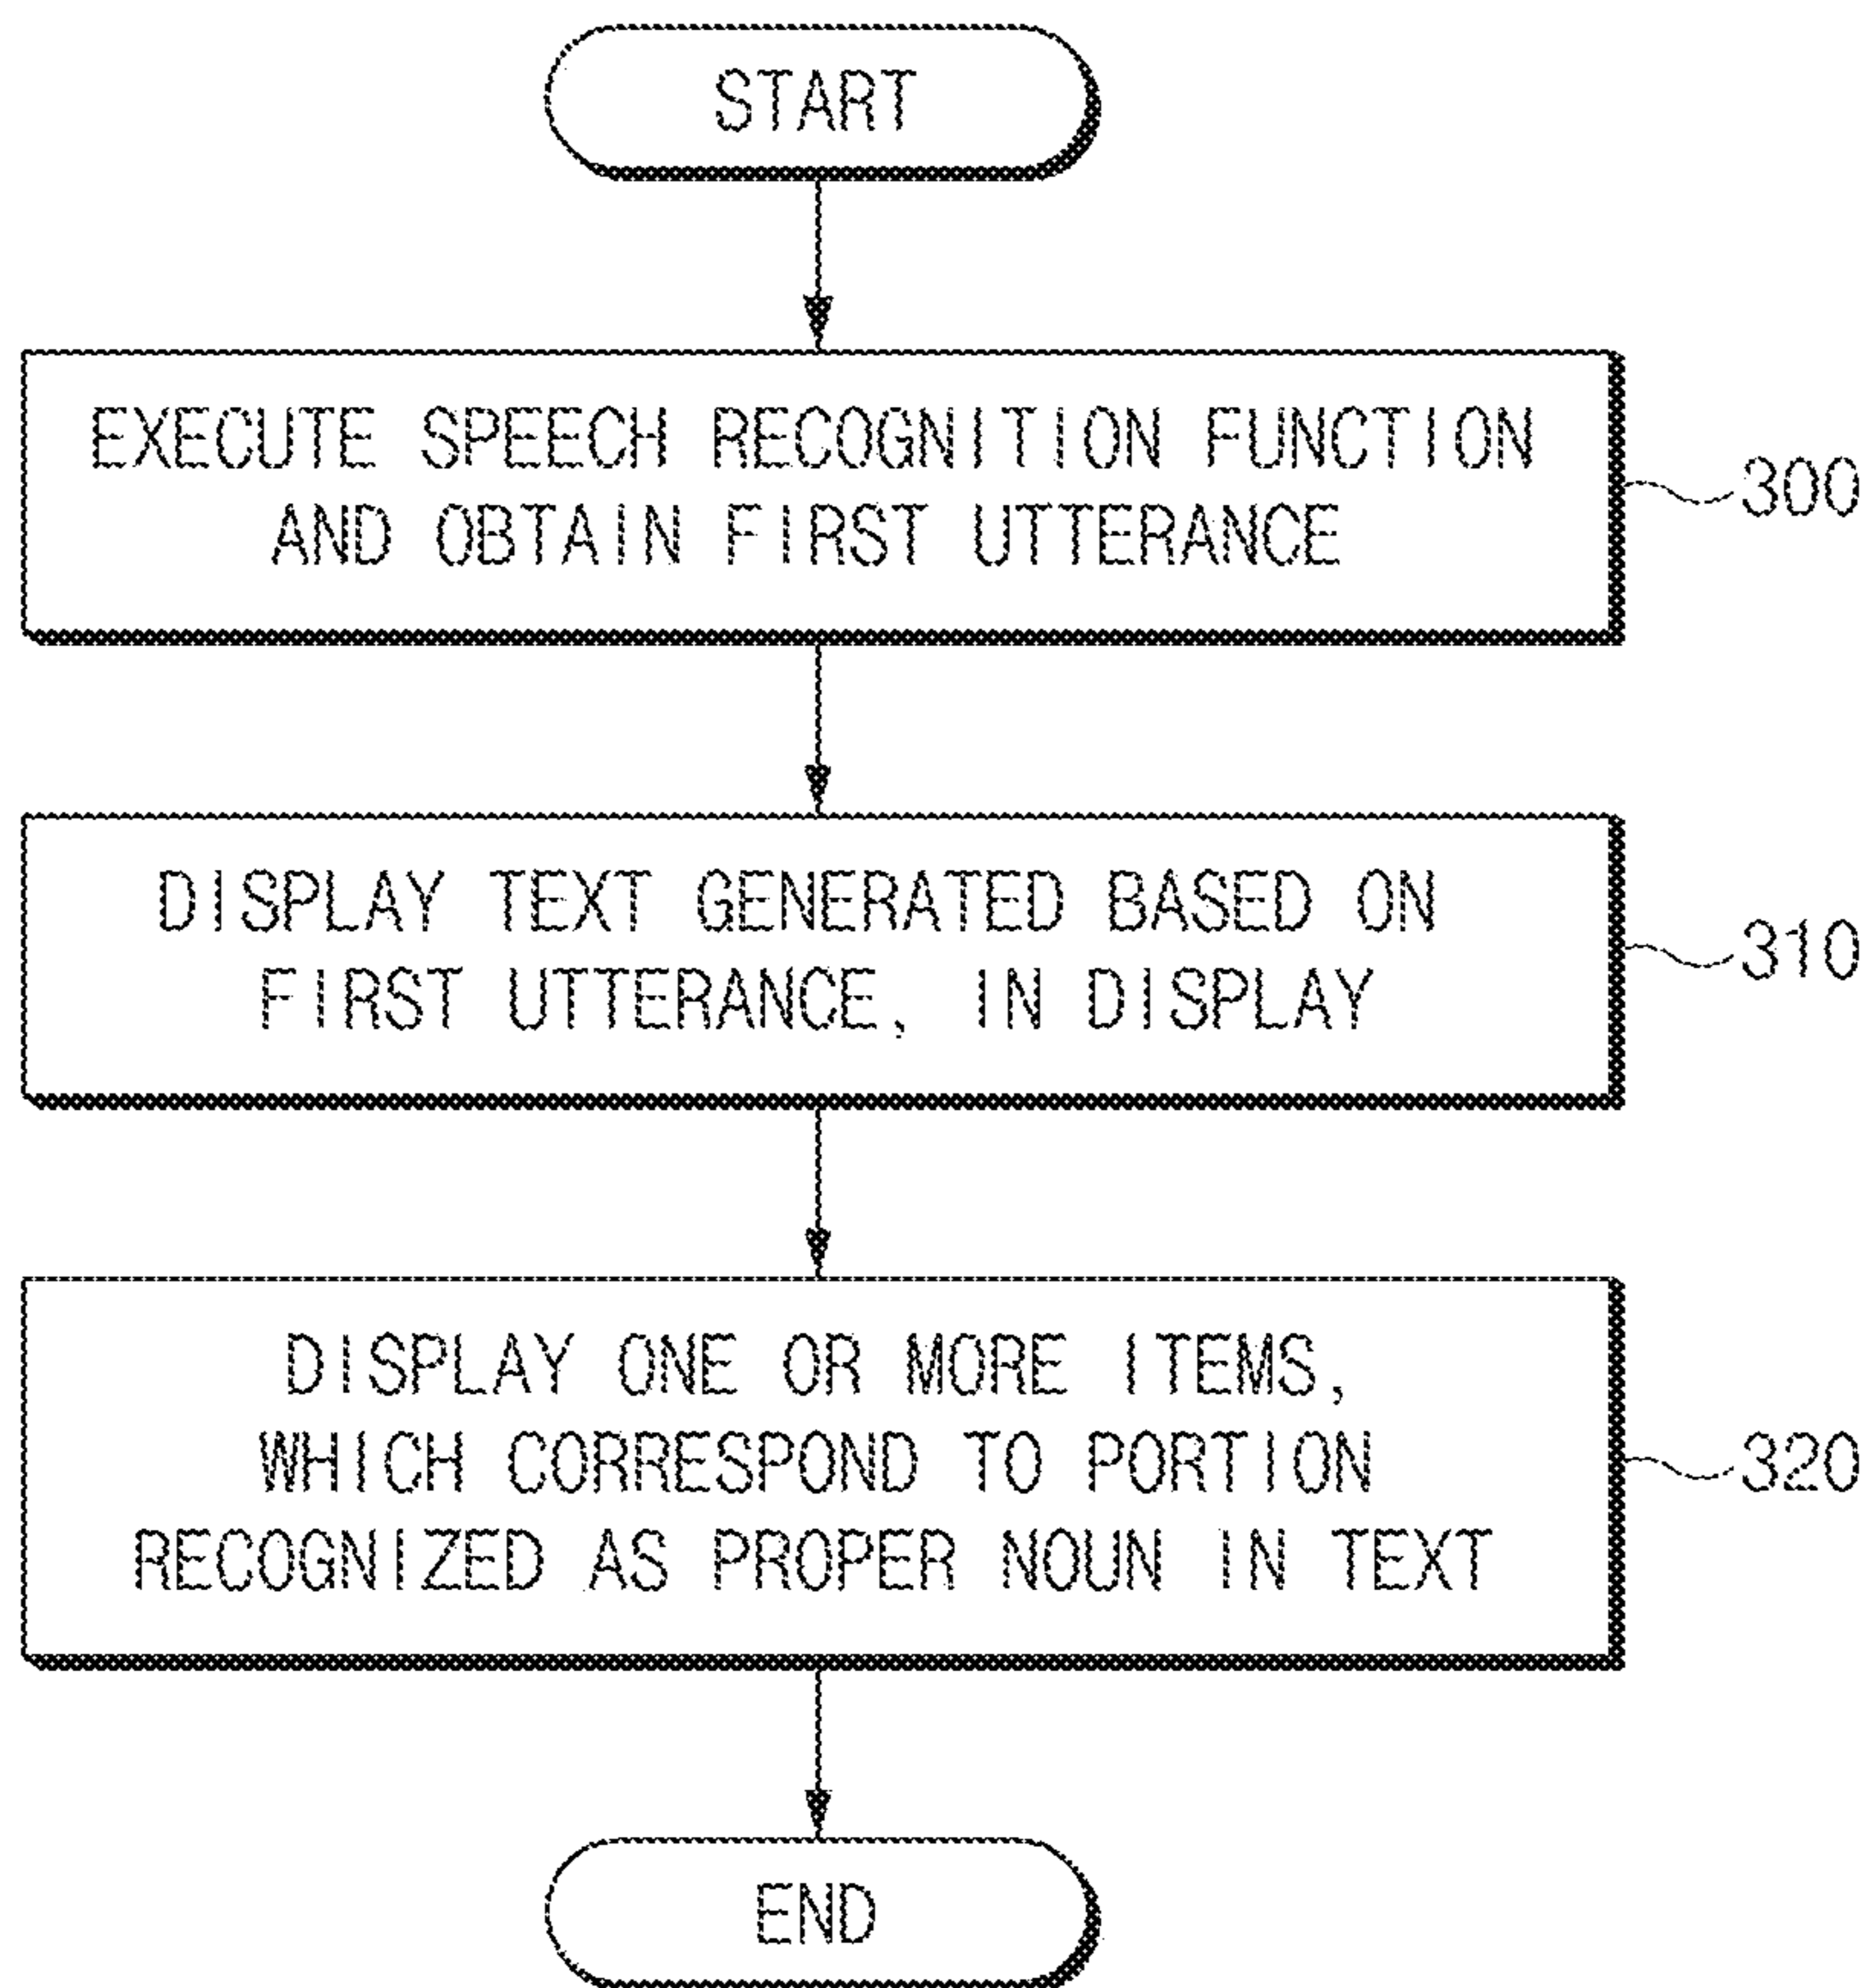 START
EXECUTE SPEECH RECOGNITION FUNCTION
AND OBTAIN FIRST UTTERANCE
300
DISPLAY TEXT GENERATED BASED ON
FIRST UTTERANCE, IN DISPLAY
310
DISPLAY ONE OR MORE ITEMS,
WHICH CORRESPOND TO PORTION
RECOGNIZED AS PROPER NOUN IN TEXT
320
END